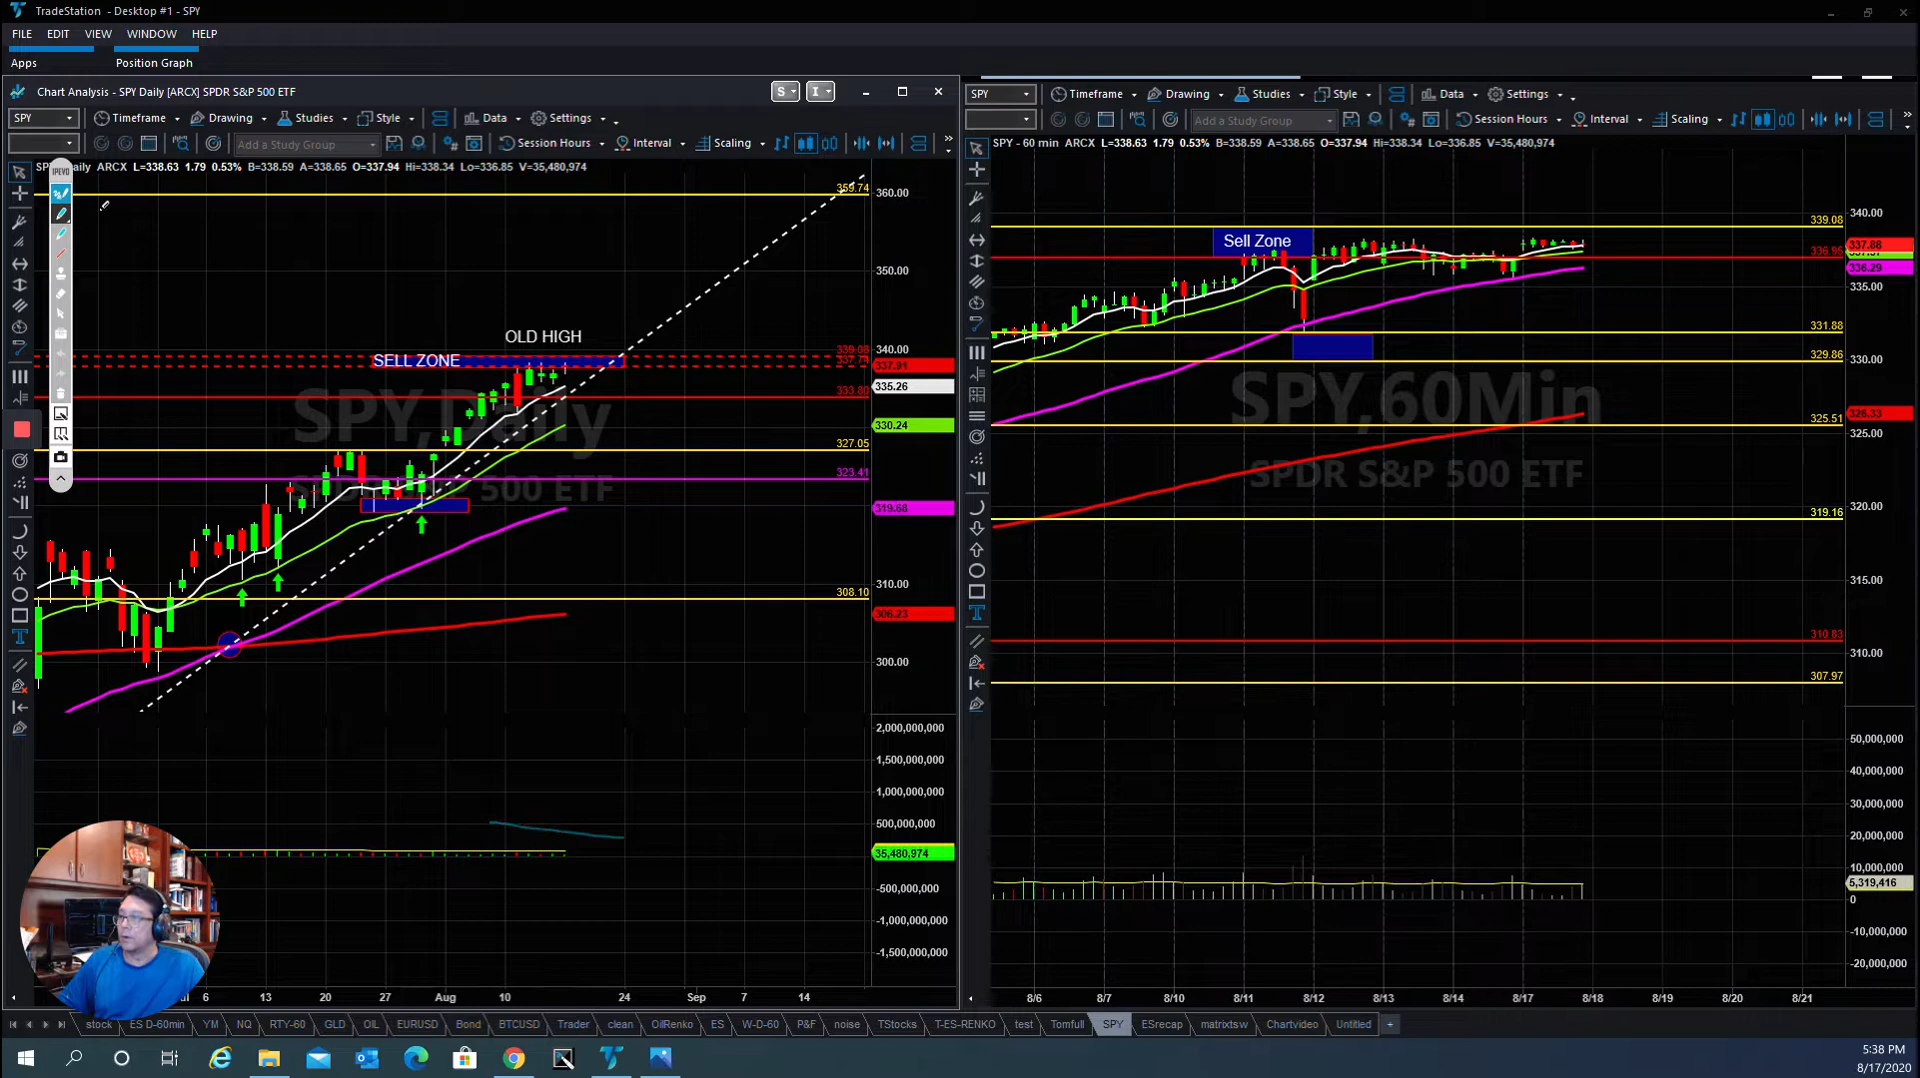 TradeStation - Desktop #1 - SPY
FILE EDIT VIEW WINDOW HELP
Apps Position Graph
Chart Analysis - SPY Daily [ARCX] SPDR S&P 500 ETF
S I
SPY Timeframe Drawing Studies Style Data Settings
Add a Study Group Session Hours Interval Scaling
SPY Timeframe Drawing Studies Style Data Settings
Add a Study Group Session Hours Interval Scaling
IPEVO
aily ARCX L=338.63 1.79 0.53% B=338.59 A=338.65 O=337.94 Hi=338.34 Lo=336.85 V=35,480,974
359.74
360.00
350.00
OLD HIGH
SELL ZONE
340.00
339.08
337.91
335.26
333.80
330.24
327.05
323.41
319.68
310.00
308.10
306.23
300.00
SPY,Daily
500 ETF
2,000,000,000
1,500,000,000
1,000,000,000
500,000,000
35,480,974
-500,000,000
-1,000,000,000
-1,500,000,000
6 13 20 27 Aug 10 24 Sep 7 14
SPY - 60 min ARCX L=338.63 1.79 0.53% B=338.59 A=338.65 O=337.94 Hi=338.34 Lo=336.85 V=35,480,974
Sell Zone
340.00
339.08
337.88
336.95
336.29
335.00
331.88
330.00
329.86
326.33
325.51
325.00
320.00
319.16
315.00
310.83
310.00
307.97
SPY,60Min
SPDR S&P 500 ETF
50,000,000
40,000,000
30,000,000
20,000,000
10,000,000
5,319,416
0
-10,000,000
-20,000,000
8/6 8/7 8/10 8/11 8/12 8/13 8/14 8/17 8/18 8/19 8/20 8/21
stock ES D-60min YM NQ RTY-60 GLD OIL EURUSD Bond BTCUSD Trader clean OilRenko ES W-D-60 P&F noise TStocks T-ES-RENKO test Tomfull SPY ESrecap matrixtsw Chartvideo Untitled +
5:38 PM
8/17/2020